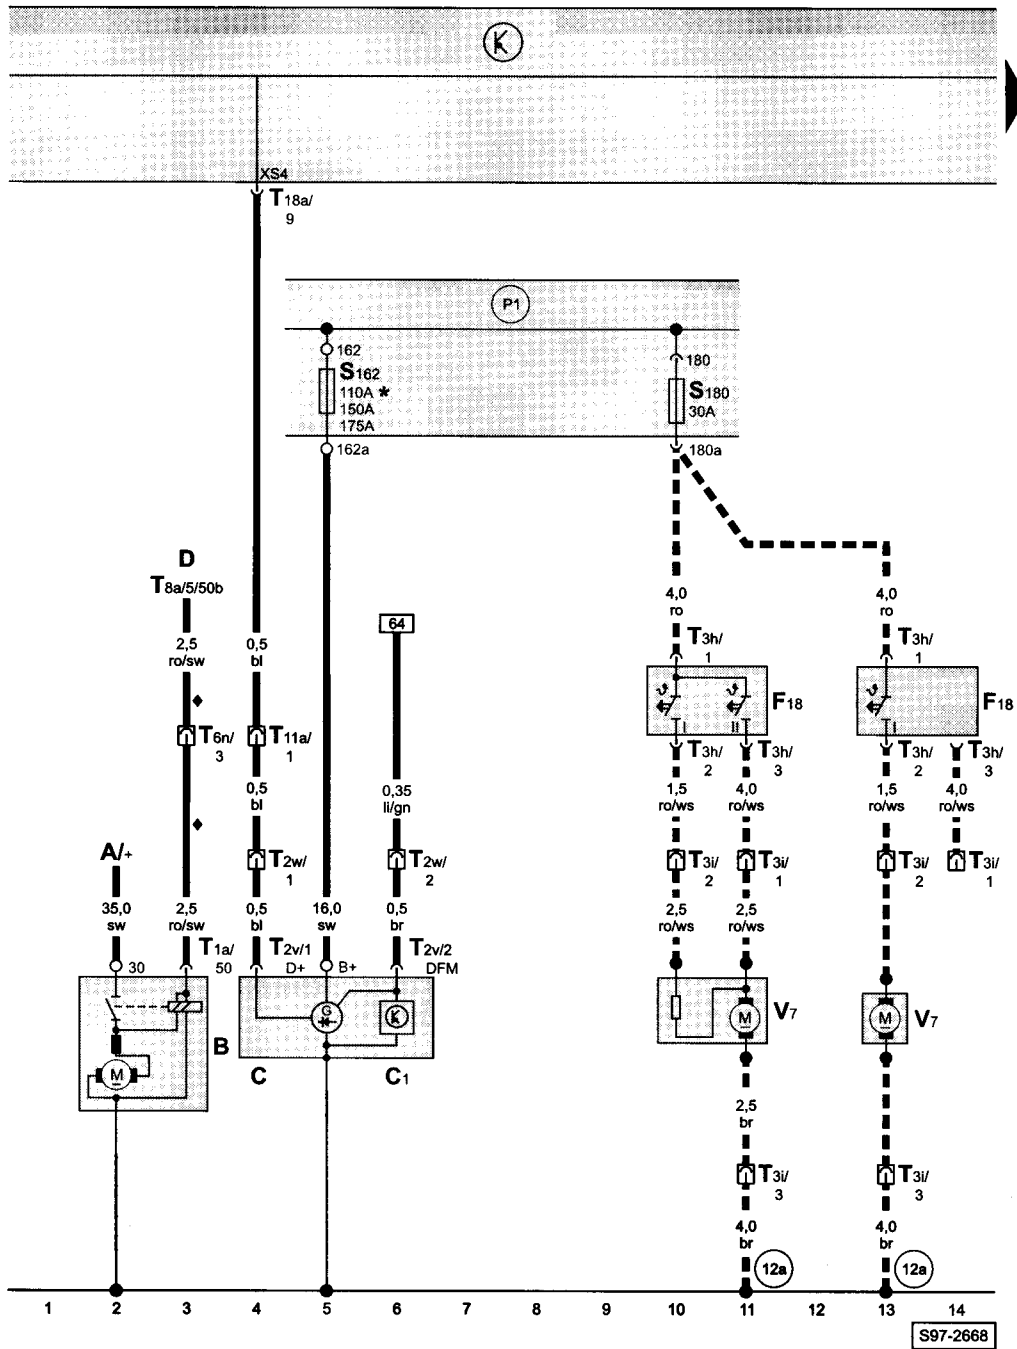 K
XS4
T18a/
9
P1
162
S162
110A *
150A
175A
162a
180
S180
30A
180a
D
T8a/5/50b
64
2,5
ro/sw
0,5
bl
4,0
ro
4,0
ro
T3h/
1
T3h/
1
F18
F18
I
II
I
T6n/
3
T11a/
1
T3h/
2
T3h/
3
T3h/
2
T3h/
3
0,5
bl
0,35
li/gn
1,5
ro/ws
4,0
ro/ws
1,5
ro/ws
4,0
ro/ws
A/+
T2w/
1
T2w/
2
T3i/
2
T3i/
1
T3i/
2
T3i/
1
35,0
sw
2,5
ro/sw
0,5
bl
16,0
sw
0,5
br
2,5
ro/ws
2,5
ro/ws
T1a/
50
T2v/1
D+
B+
T2v/2
DFM
30
G
K
M
V7
M
V7
B
M
C
C1
2,5
br
T3i/
3
T3i/
3
4,0
br
4,0
br
12a
12a
1 2 3 4 5 6 7 8 9 10 11 12 13 14
S97-2668